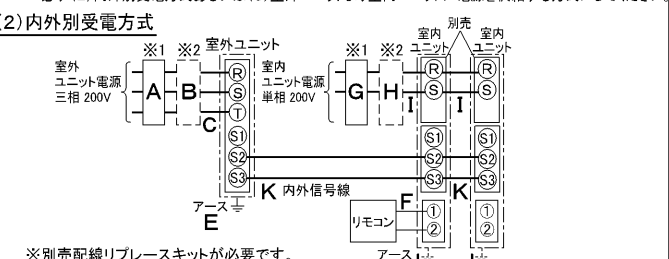 (2)内外別受電方式
別売
※1 ※2 室外ユニット
※1 ※2
室内
ユニット
室内
ユニット
室外
ユニット電源
三相 200V
A
B
C
R
S
T
S1
S2
S3
室内
ユニット電源
単相 200V
G
H
I
R
S
S1
S2
S3
I
R
S
S1
S2
S3
K 内外信号線
K
アース
E
リモコン
F
①
②
①
②
※別売配線リプレースキットが必要です。
アース